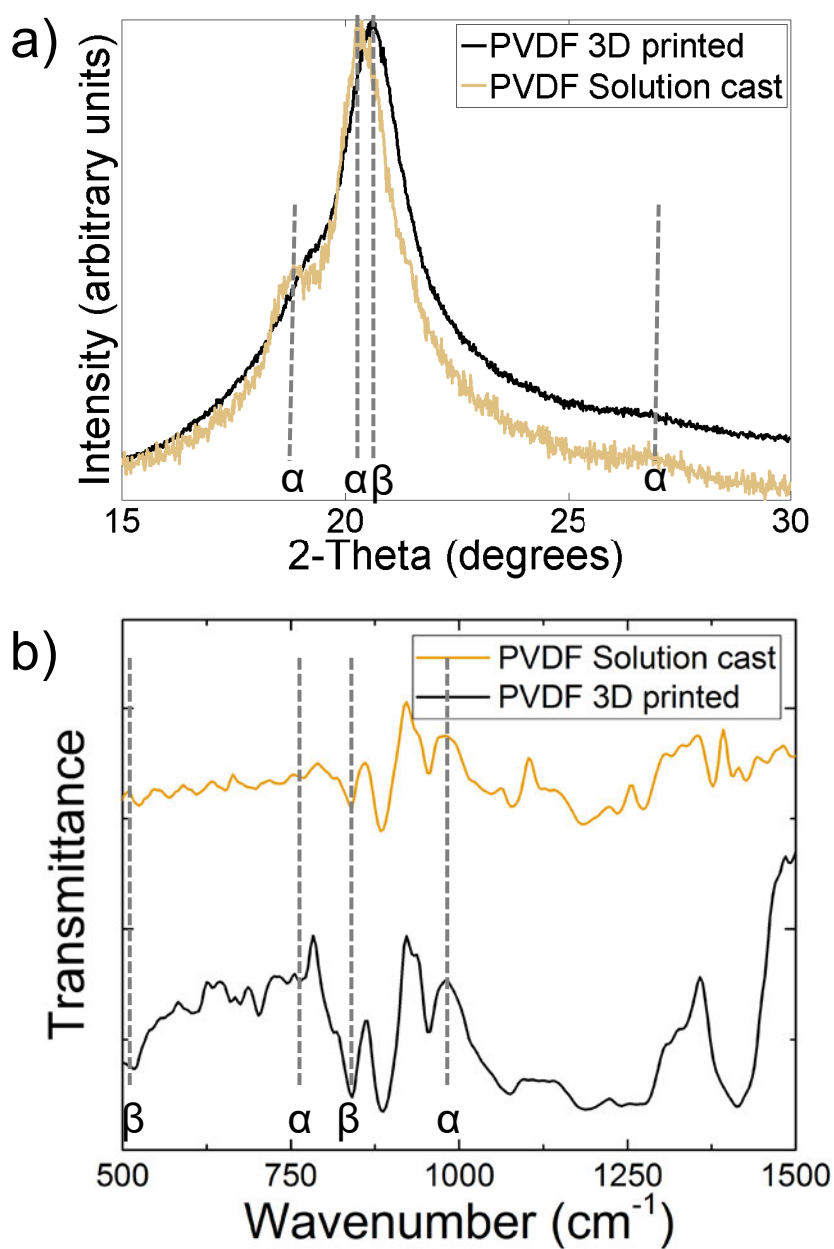 a)
Intensity (arbitrary units)
PVDF 3D printed
PVDF Solution cast
α
α
β
α
15
20
25
30
2-Theta (degrees)
b)
Transmittance
PVDF Solution cast
PVDF 3D printed
β
α
β
α
500
750
1000
1250
1500
Wavenumber (cm⁻¹)